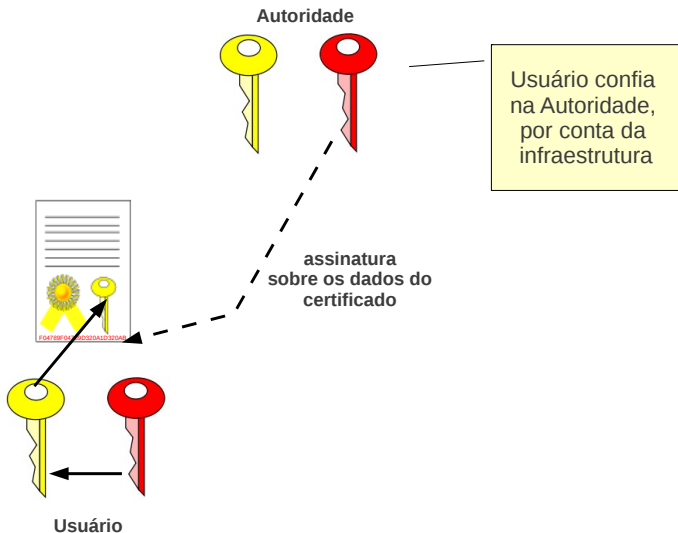 Autoridade
Usuário confia
na Autoridade,
por conta da
infraestrutura
assinatura
sobre os dados do
certificado
Usuário